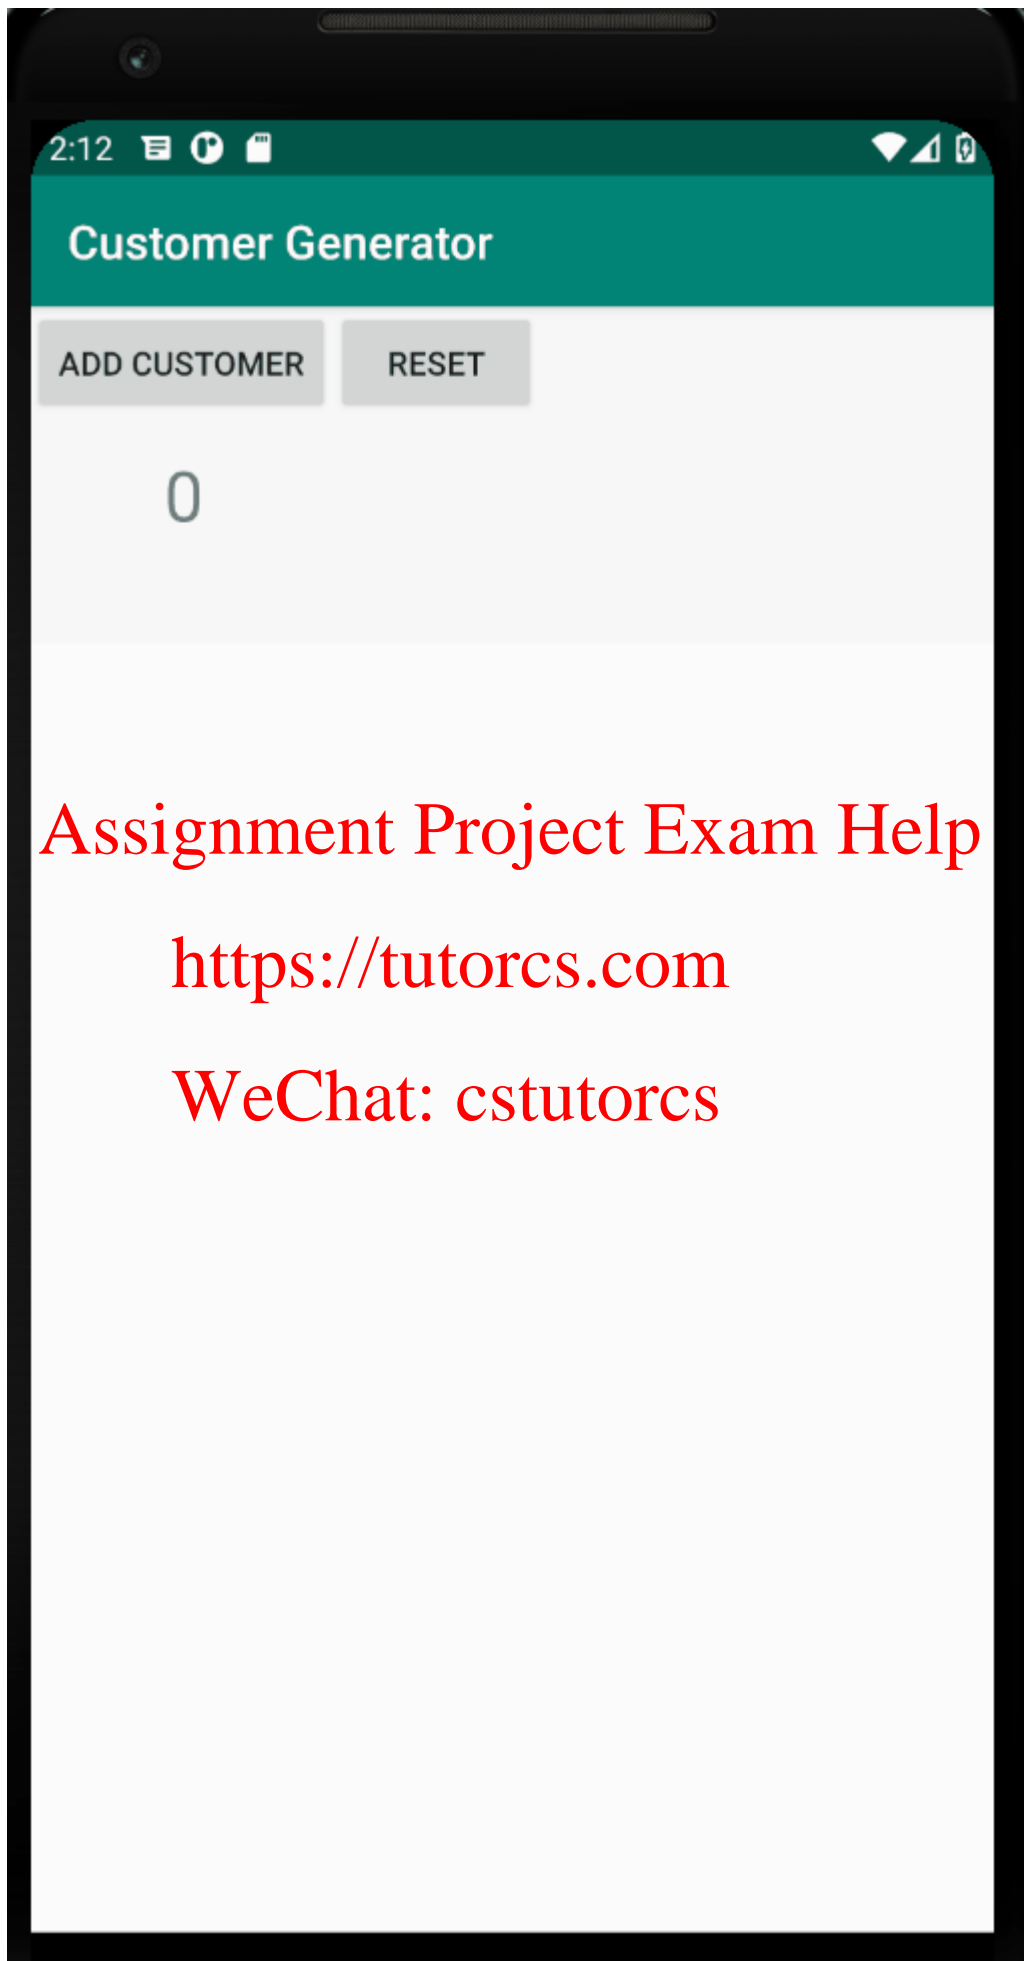 2:12
Customer Generator
ADD CUSTOMER RESET
0
Assignment Project Exam Help
https://tutorcs.com
WeChat: cstutorcs